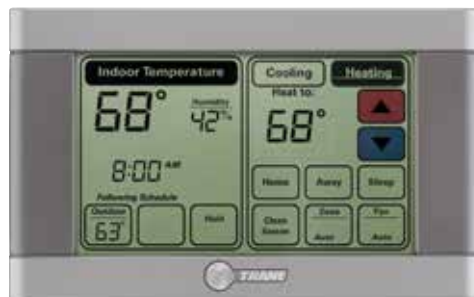 Indoor Temperature
68°
Humidity
42%
8:00 AM
Following Schedule
Outdoor
63°
Hold
Cooling
Heating
Heat to:
68°
Home
Away
Sleep
Clean
Screen
Zone
Auto
Fan
Auto
TRANE